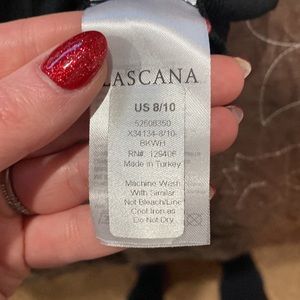 LASCANA
US 8/10
52608350
X34134-8/10-
BKWH
RN#: 129406
Made in Turkey
Machine Wash
With Similar
Not Bleach/Line
Cool Iron as
Do Not Dry